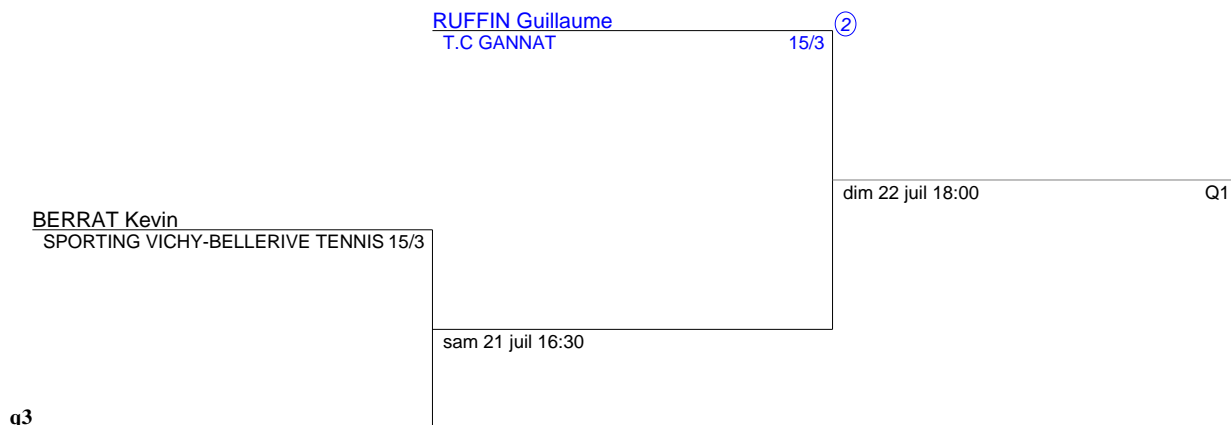 RUFFIN Guillaume
2
T.C GANNAT 15/3
dim 22 juil 18:00 Q1
BERRAT Kevin
SPORTING VICHY-BELLERIVE TENNIS 15/3
sam 21 juil 16:30
q3